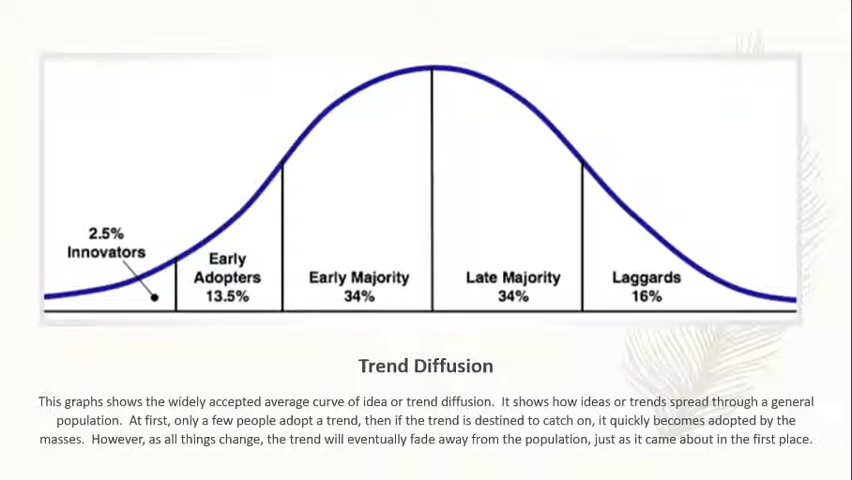 2.5%
Innovators
Early
Adopters
13.5%
Early Majority
34%
Late Majority
34%
Laggards
16%
Trend Diffusion
This graphs shows the widely accepted average curve of idea or trend diffusion.  It shows how ideas or trends spread through a general
population.  At first, only a few people adopt a trend, then if the trend is destined to catch on, it quickly becomes adopted by the
masses.  However, as all things change, the trend will eventually fade away from the population, just as it came about in the first place.